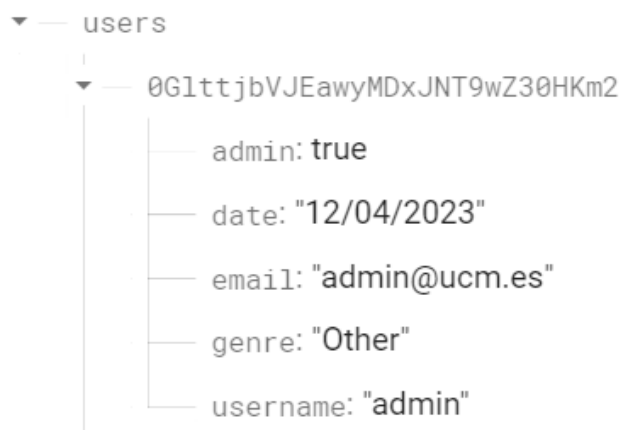 users
0GlttjbVJEawyMDxJNT9wZ30HKm2
admin: true
date: "12/04/2023"
email: "admin@ucm.es"
genre: "Other"
username: "admin"